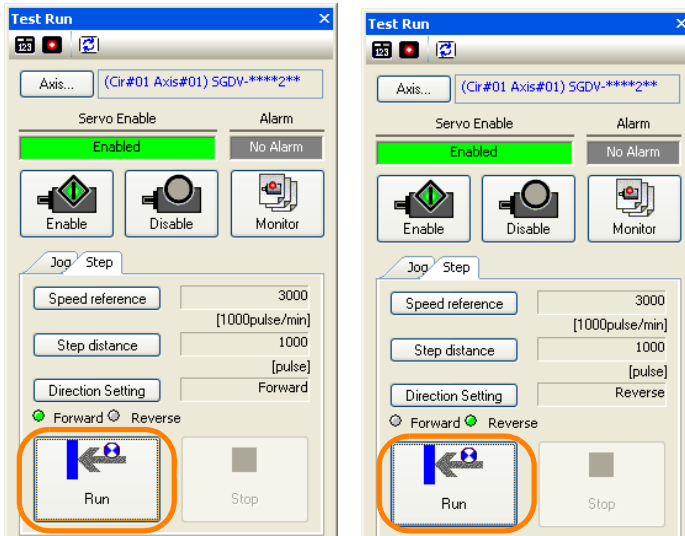 Test Run
123
Axis... (Cir#01 Axis#01) SGDV-****2**
Servo Enable Alarm
Enabled No Alarm
Enable Disable Monitor
Jog Step
Speed reference 3000
[1000pulse/min]
Step distance 1000
[pulse]
Direction Setting Forward
Forward Reverse
Run Stop
Test Run
123
Axis... (Cir#01 Axis#01) SGDV-****2**
Servo Enable Alarm
Enabled No Alarm
Enable Disable Monitor
Jog Step
Speed reference 3000
[1000pulse/min]
Step distance 1000
[pulse]
Direction Setting Reverse
Forward Reverse
Run Stop